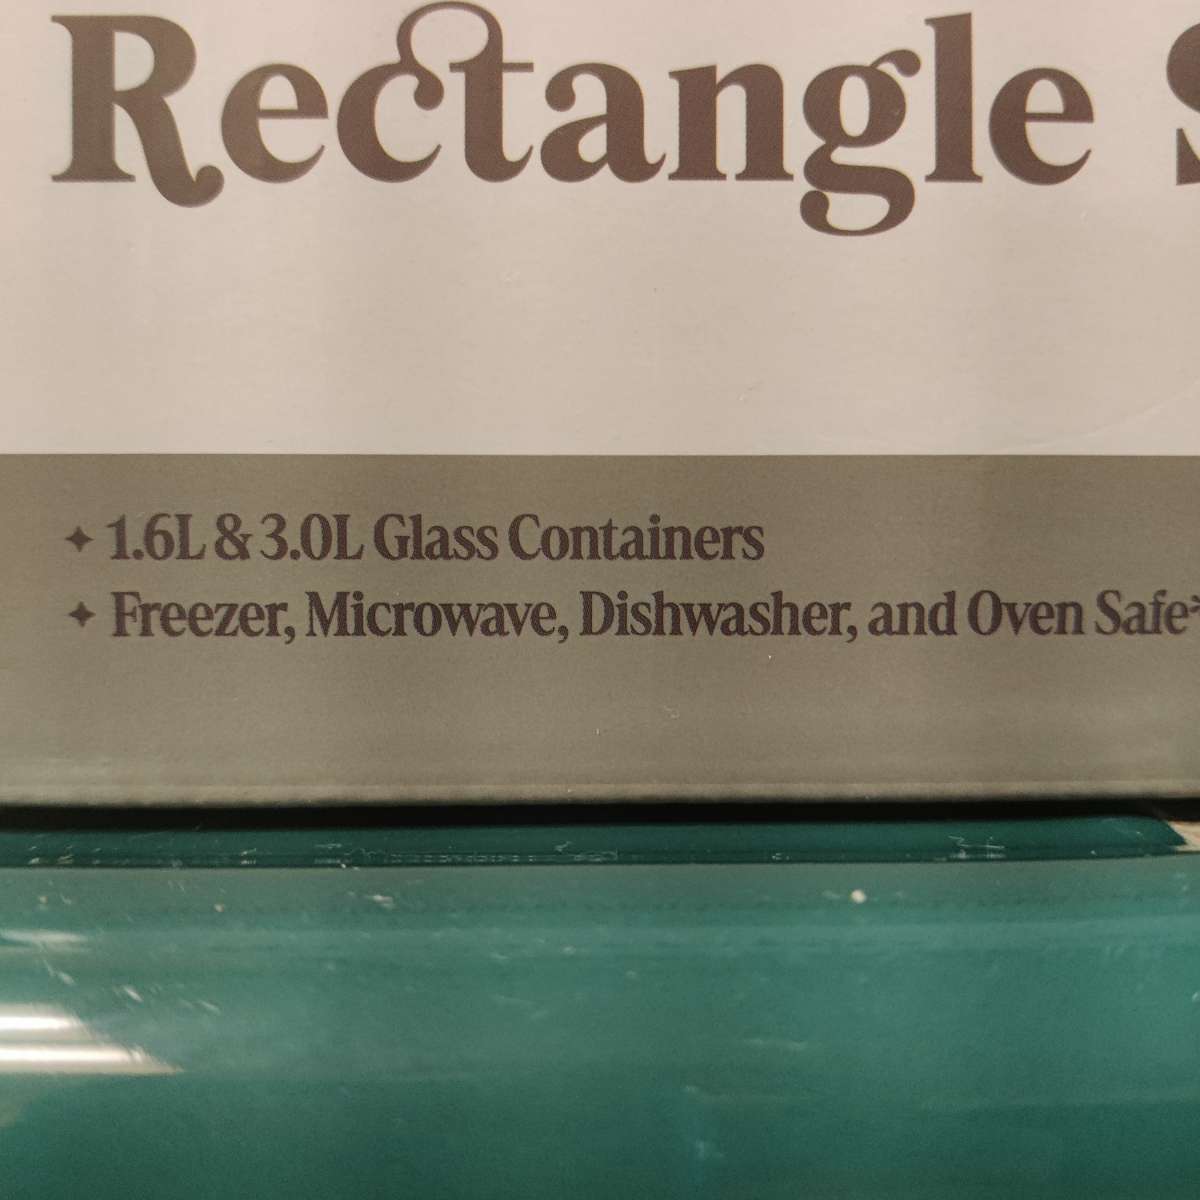 Rectangle
✦ 1.6L & 3.0L Glass Containers
✦ Freezer, Microwave, Dishwasher, and Oven Safe